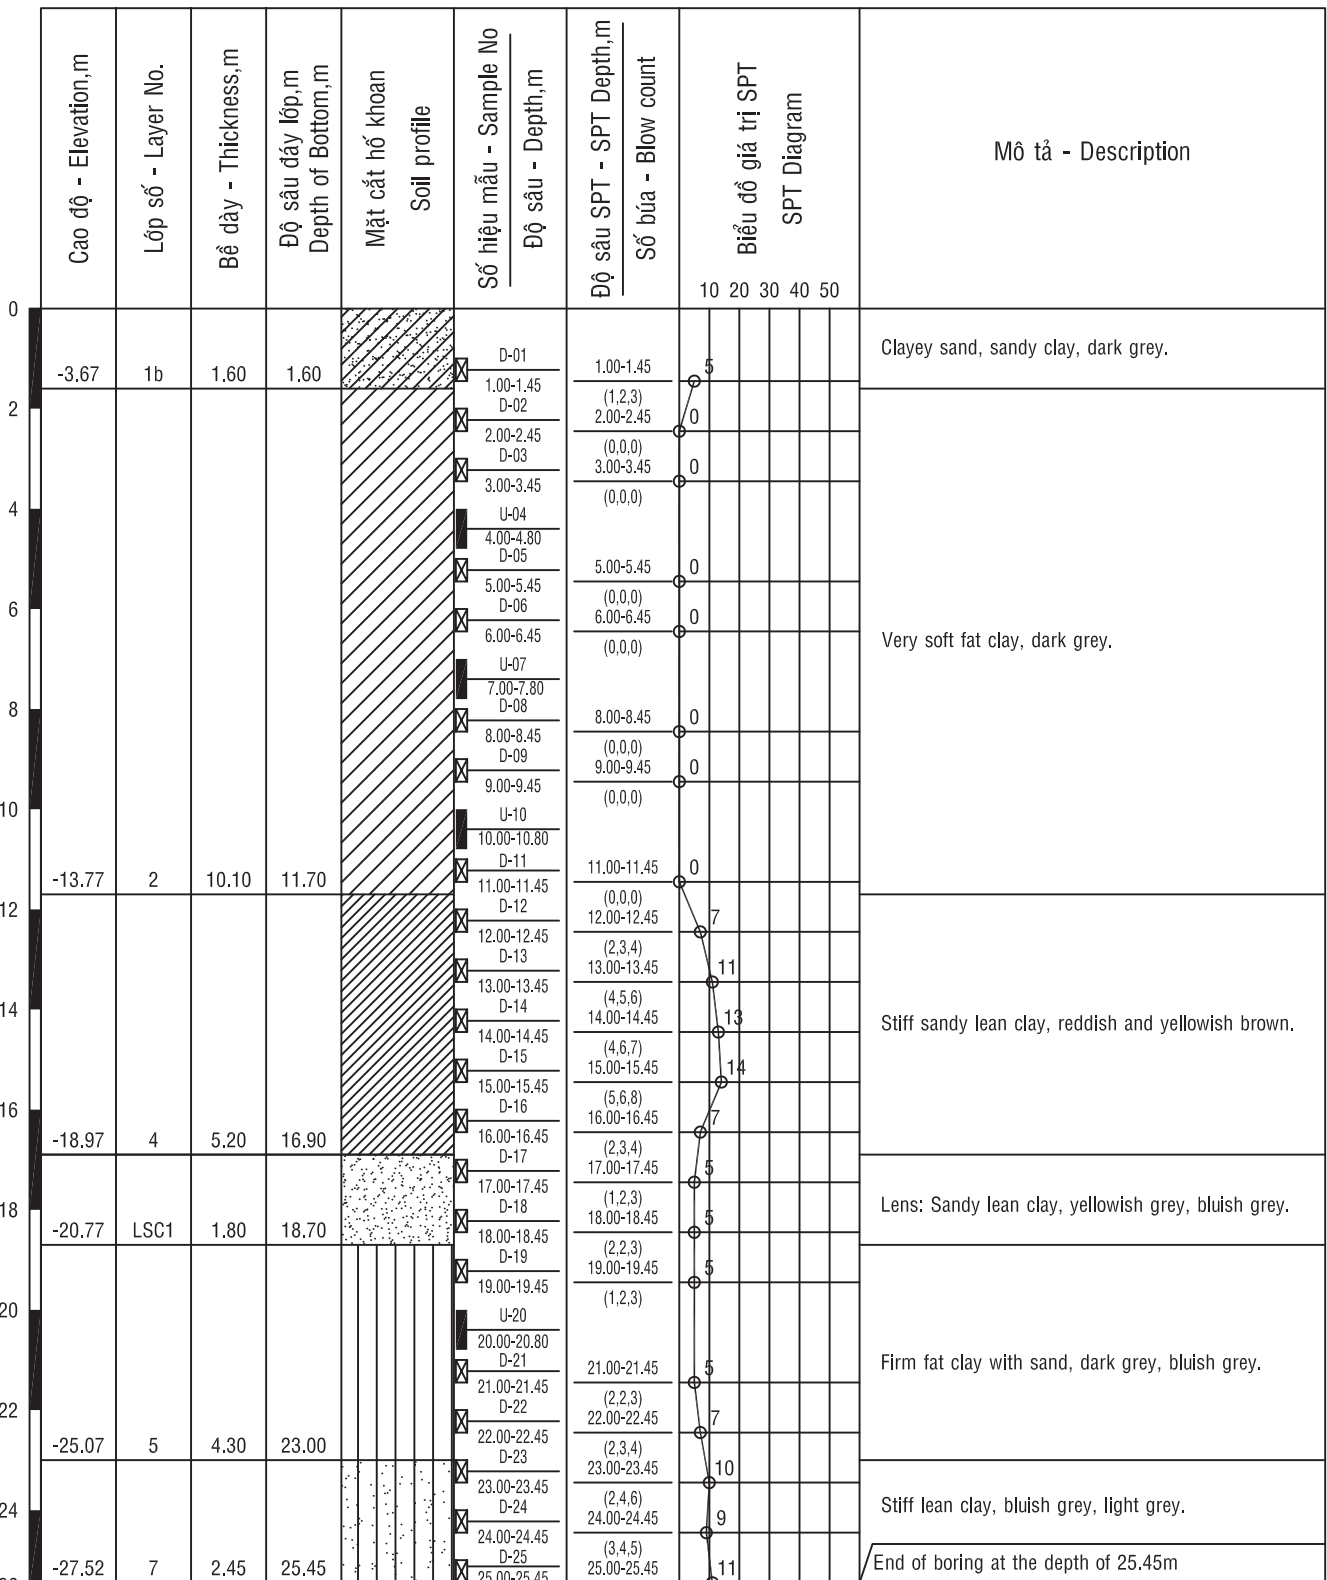 Cao độ - Elevation,m
Lớp số - Layer No.
Bề dày - Thickness,m
Độ sâu đáy lớp,m
Depth of Bottom,m
Mặt cắt hố khoan
Soil profile
Số hiệu mẫu - Sample No
Độ sâu - Depth,m
Độ sâu SPT - SPT Depth,m
Số búa - Blow count
Biểu đồ giá trị SPT
SPT Diagram
Mô tả - Description
10 20 30 40 50
0
2
4
6
8
10
12
14
16
18
20
22
24
-3.67 1b 1.60 1.60
-13.77 2 10.10 11.70
-18.97 4 5.20 16.90
-20.77 LSC1 1.80 18.70
-25.07 5 4.30 23.00
-27.52 7 2.45 25.45
D-01
1.00-1.45
D-02
2.00-2.45
D-03
3.00-3.45
U-04
4.00-4.80
D-05
5.00-5.45
D-06
6.00-6.45
U-07
7.00-7.80
D-08
8.00-8.45
D-09
9.00-9.45
U-10
10.00-10.80
D-11
11.00-11.45
D-12
12.00-12.45
D-13
13.00-13.45
D-14
14.00-14.45
D-15
15.00-15.45
D-16
16.00-16.45
D-17
17.00-17.45
D-18
18.00-18.45
D-19
19.00-19.45
U-20
20.00-20.80
D-21
21.00-21.45
D-22
22.00-22.45
D-23
23.00-23.45
D-24
24.00-24.45
D-25
25.00-25.45
1.00-1.45 5
(1,2,3)
2.00-2.45 0
(0,0,0)
3.00-3.45 0
(0,0,0)
5.00-5.45 0
(0,0,0)
6.00-6.45 0
(0,0,0)
8.00-8.45 0
(0,0,0)
9.00-9.45 0
(0,0,0)
11.00-11.45 0
(0,0,0)
12.00-12.45 7
(2,3,4)
13.00-13.45 11
(4,5,6)
14.00-14.45 13
(4,6,7)
15.00-15.45 14
(5,6,8)
16.00-16.45 7
(2,3,4)
17.00-17.45 5
(1,2,3)
18.00-18.45 5
(2,2,3)
19.00-19.45 5
(1,2,3)
21.00-21.45 5
(2,2,3)
22.00-22.45 7
(2,3,4)
23.00-23.45 10
(2,4,6)
24.00-24.45 9
(3,4,5)
25.00-25.45 11
Clayey sand, sandy clay, dark grey.
Very soft fat clay, dark grey.
Stiff sandy lean clay, reddish and yellowish brown.
Lens: Sandy lean clay, yellowish grey, bluish grey.
Firm fat clay with sand, dark grey, bluish grey.
Stiff lean clay, bluish grey, light grey.
End of boring at the depth of 25.45m